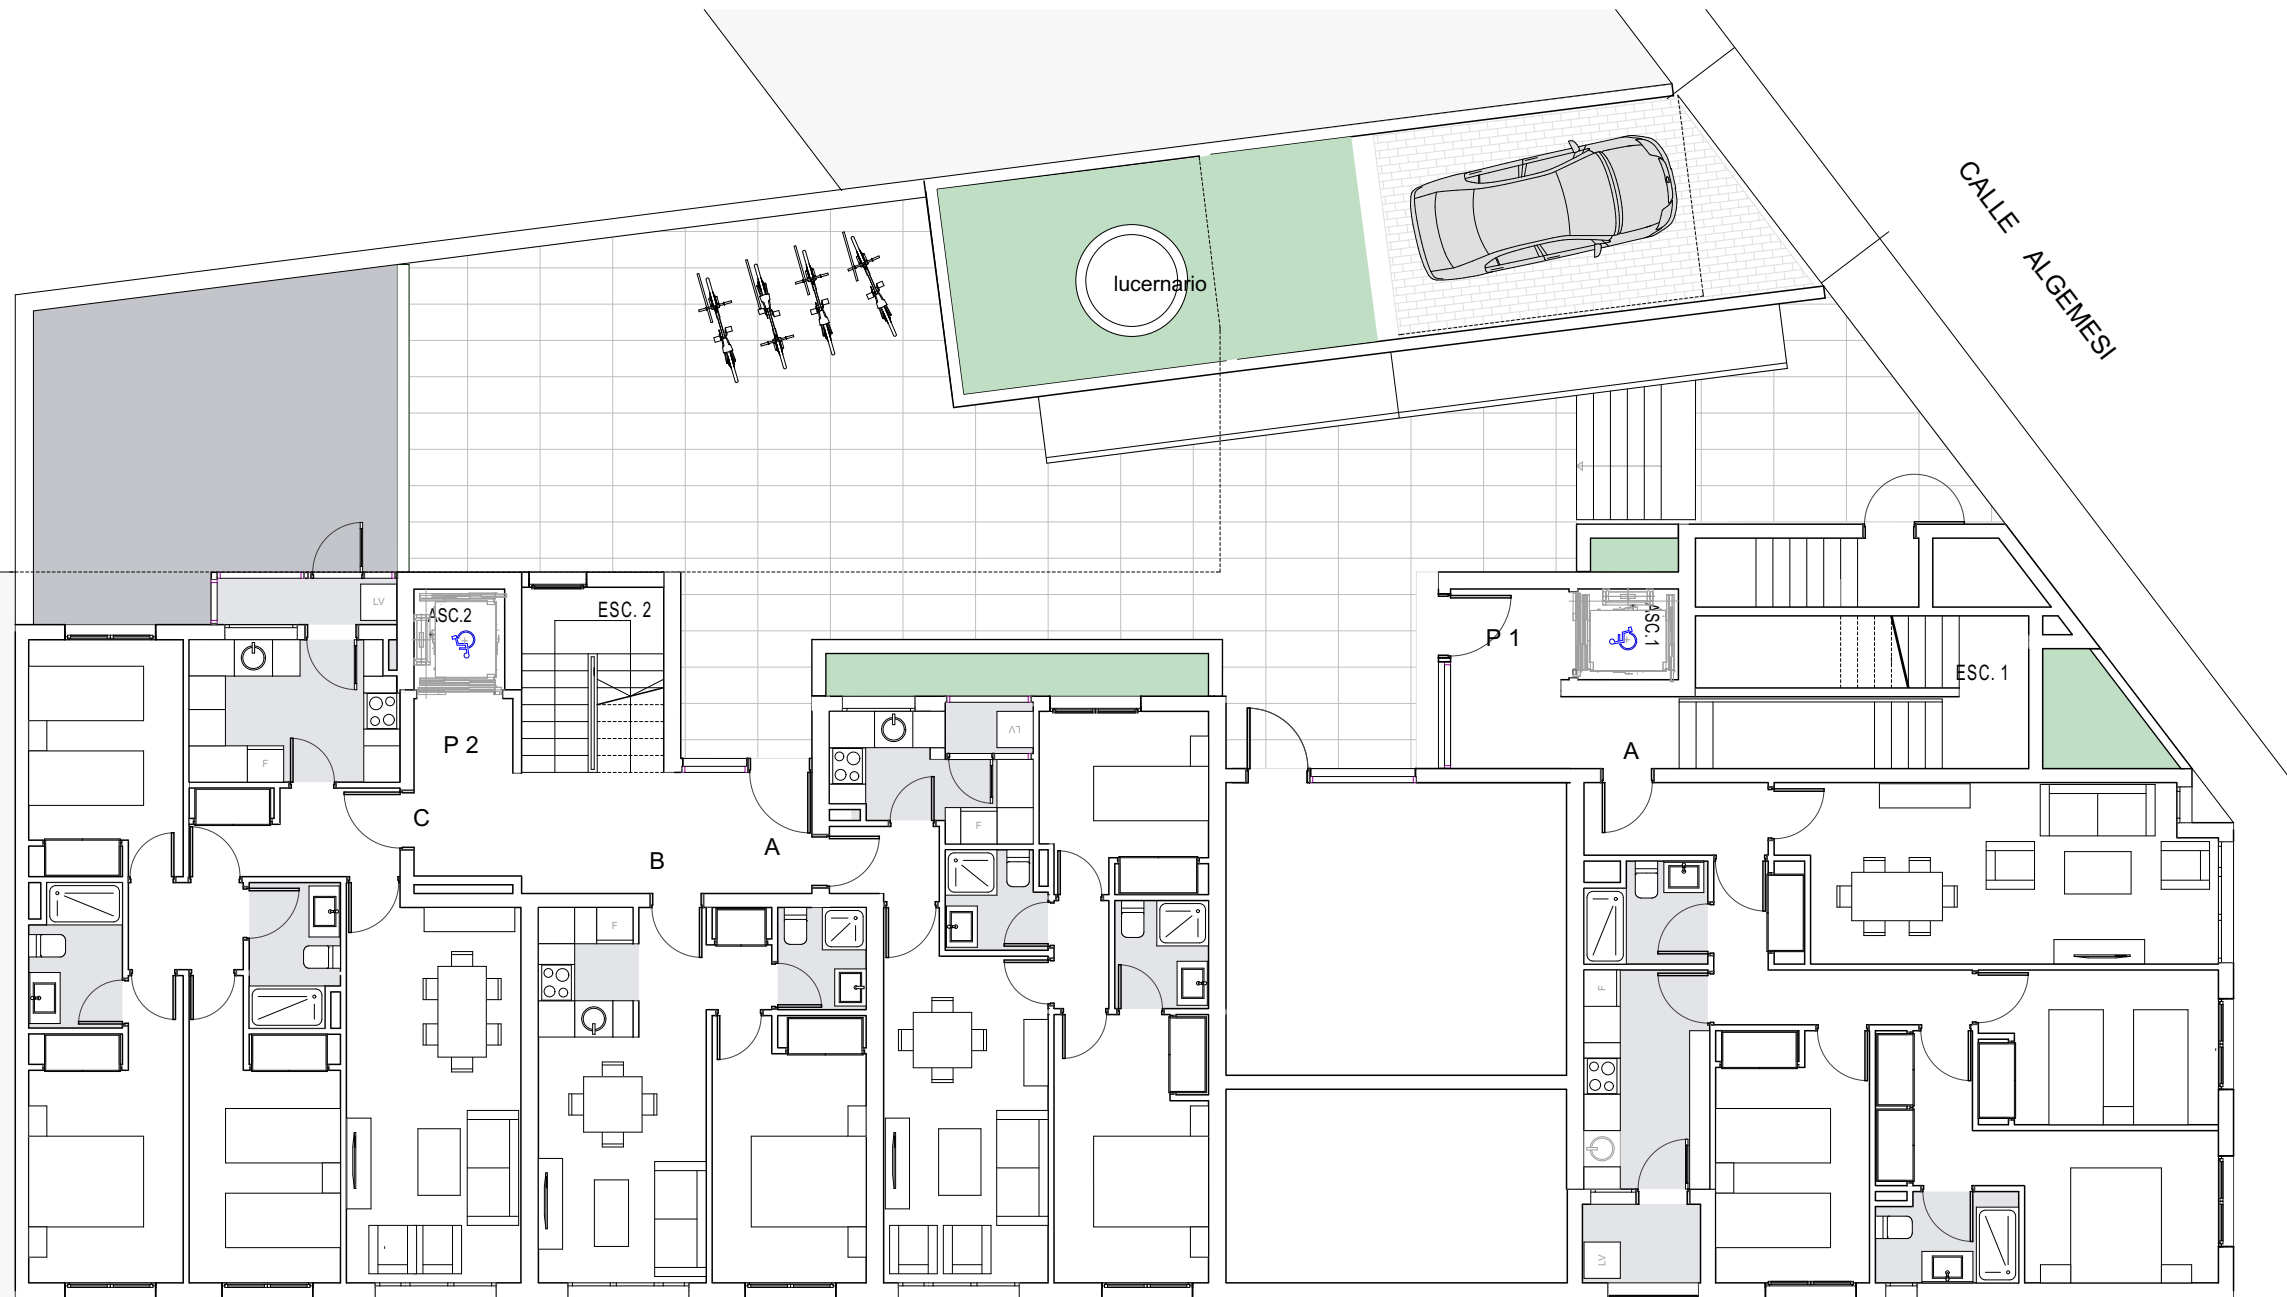 CALLE ALGEMESI
lucernario
LV
ASC.2
ESC. 2
P 1
ASC.1
ESC. 1
P 2
LV
A
F
C
F
B
A
F
F
LV